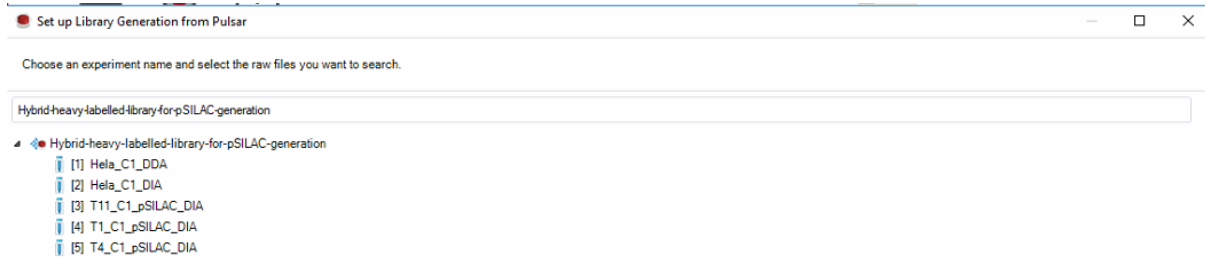 Set up Library Generation from Pulsar
Choose an experiment name and select the raw files you want to search.
Hybrid-heavy-labelled-library-for-pSILAC-generation
Hybrid-heavy-labelled-library-for-pSILAC-generation
[1] Hela_C1_DDA
[2] Hela_C1_DIA
[3] T11_C1_pSILAC_DIA
[4] T1_C1_pSILAC_DIA
[5] T4_C1_pSILAC_DIA